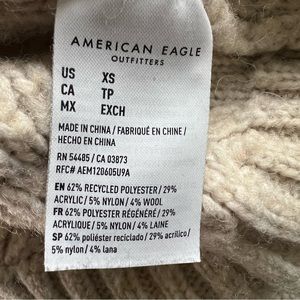 AMERICAN EAGLE
OUTFITTERS
US XS
CA TP
MX EXCH
MADE IN CHINA / FABRIQUÉ EN CHINE /
HECHO EN CHINA
RN 54485 / CA 03873
RFC# AEM120605U9A
EN 62% RECYCLED POLYESTER / 29%
ACRYLIC / 5% NYLON / 4% WOOL
FR 62% POLYESTER RÉGÉNÉRÉ / 29%
ACRYLIQUE / 5% NYLON / 4% LAINE
SP 62% poliéster reciclado / 29% acrílico /
5% nylon / 4% lana